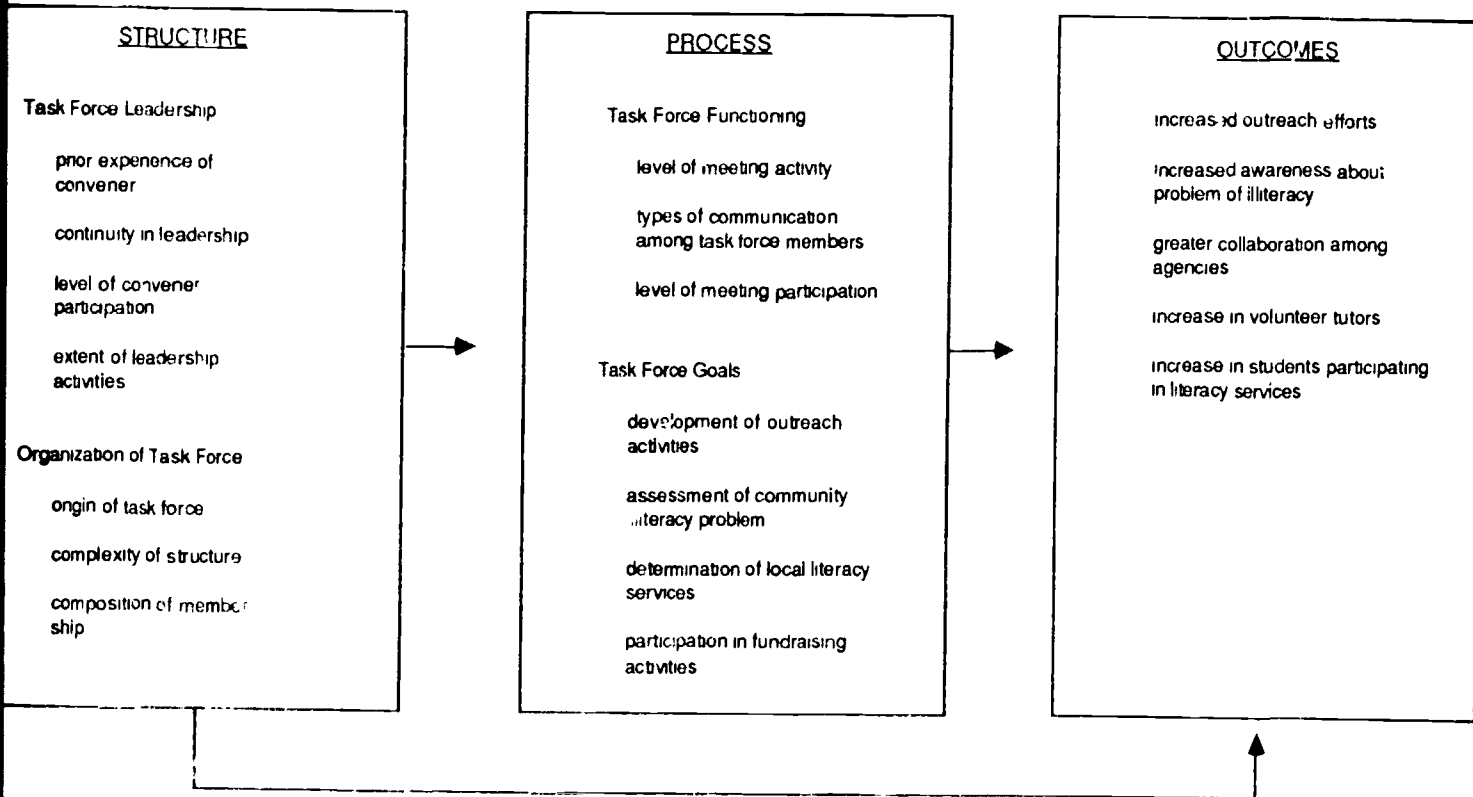 STRUCTURE
Task Force Leadership
prior experience of
convener
continuity in leadership
level of convener
participation
extent of leadership
activities
Organization of Task Force
origin of task force
complexity of structure
composition of member
ship
PROCESS
Task Force Functioning
level of meeting activity
types of communication
among task force members
level of meeting participation
Task Force Goals
development of outreach
activities
assessment of community
literacy problem
determination of local literacy
services
participation in fundraising
activities
OUTCOMES
increased outreach efforts
increased awareness about
problem of illiteracy
greater collaboration among
agencies
increase in volunteer tutors
increase in students participating
in literacy services